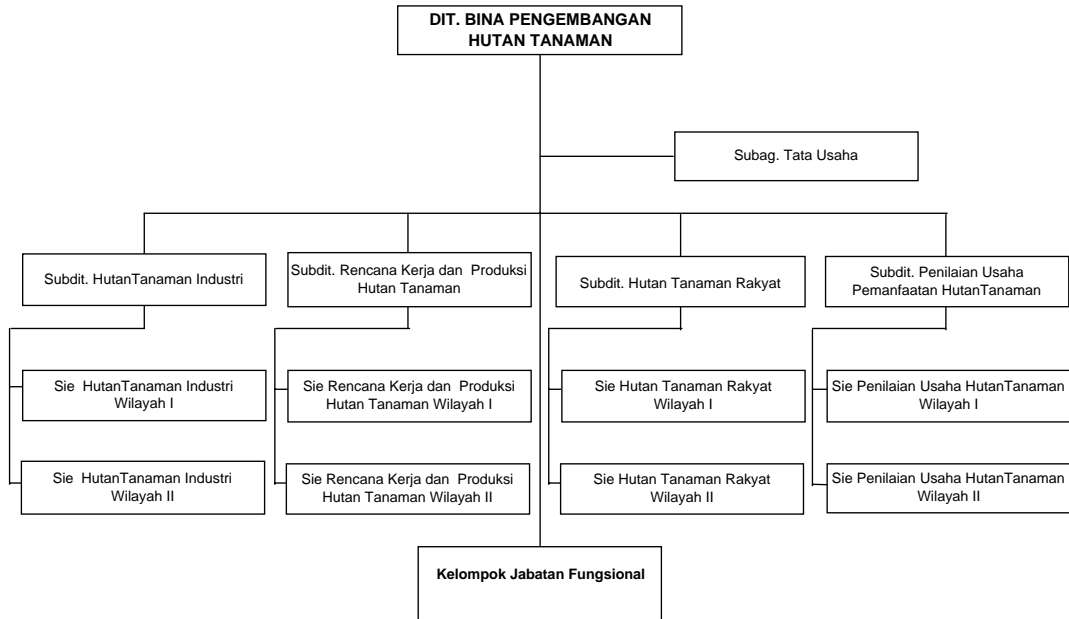 DIT. BINA PENGEMBANGAN
HUTAN TANAMAN
Subag. Tata Usaha
Subdit. HutanTanaman Industri
Subdit. Rencana Kerja dan  Produksi
Hutan Tanaman
Subdit. Hutan Tanaman Rakyat
Subdit. Penilaian Usaha
Pemanfaatan HutanTanaman
Sie  HutanTanaman Industri
Wilayah I
Sie Rencana Kerja dan  Produksi
Hutan Tanaman Wilayah I
Sie Hutan Tanaman Rakyat
Wilayah I
Sie Penilaian Usaha HutanTanaman
Wilayah I
Sie  HutanTanaman Industri
Wilayah II
Sie Rencana Kerja dan  Produksi
Hutan Tanaman Wilayah II
Sie Hutan Tanaman Rakyat
Wilayah II
Sie Penilaian Usaha HutanTanaman
Wilayah II
Kelompok Jabatan Fungsional